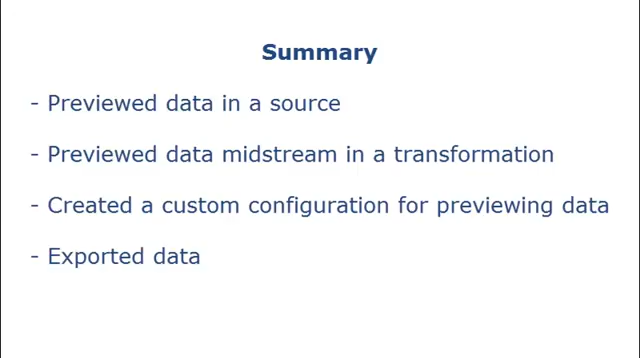 Summary
- Previewed data in a source
- Previewed data midstream in a transformation
- Created a custom configuration for previewing data
- Exported data